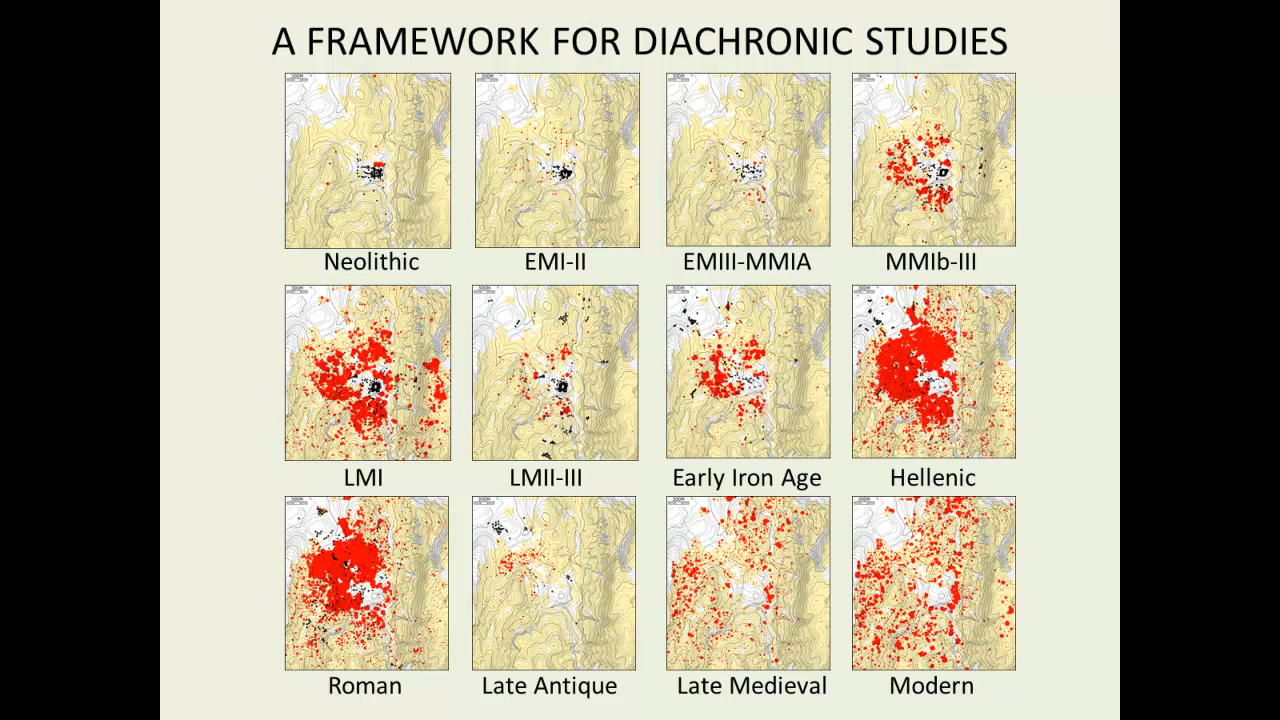 A FRAMEWORK FOR DIACHRONIC STUDIES
Neolithic
EMI-II
EMIII-MMIA
MMIb-III
LMI
LMII-III
Early Iron Age
Hellenic
Roman
Late Antique
Late Medieval
Modern